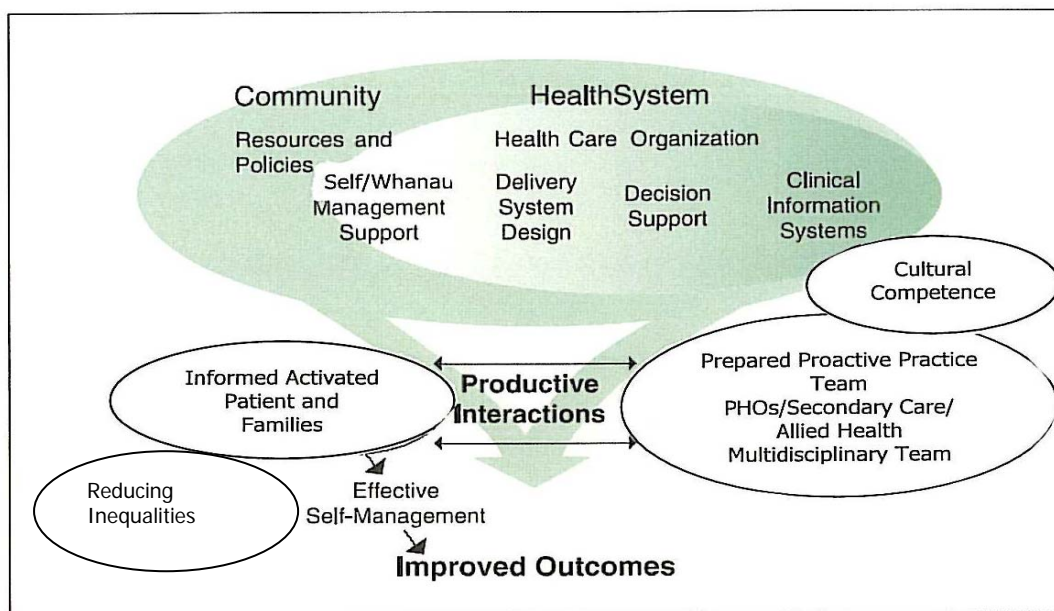 Community
Resources and
Policies
HealthSystem
Health Care Organization
Self/Whanau
Management
Support
Delivery
System
Design
Decision
Support
Clinical
Information
Systems
Cultural
Competence
Informed Activated
Patient and
Families
Productive
Interactions
Prepared Proactive Practice
Team
PHOs/Secondary Care/
Allied Health
Multidisciplinary Team
Reducing
Inequalities
Effective
Self-Management
Improved Outcomes